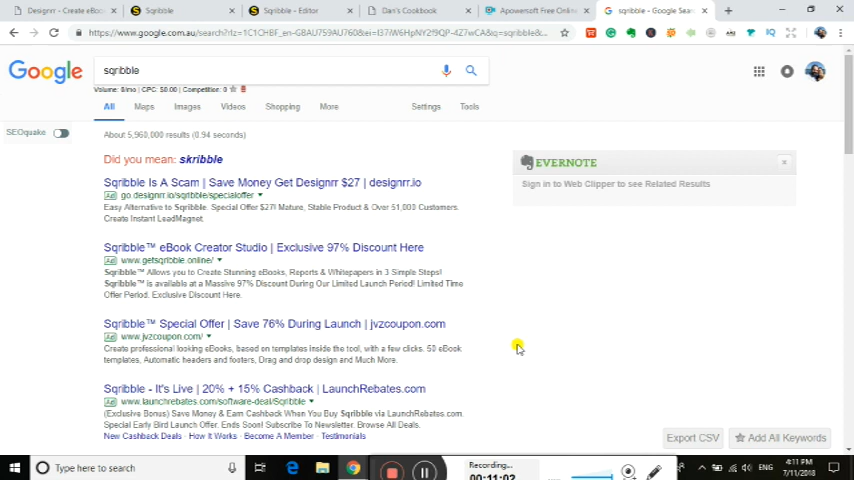 Designrr - Create eBoo
Sqribble
Sqribble - Editor
Dan's Cookbook
Apowersoft Free Onlin
sqribble - Google Sear
https://www.google.com.au/search?rlz=1C1CHBF_en-GBAU759AU760&ei=
Google
sqribble
Volume: 0/mo | CPC: $0.00 | Competition: 0
All Maps Images Videos Shopping More Settings Tools
SEOquake
About 5,960,000 results (0.94 seconds)
Did you mean: skribble
EVERNOTE
Sign in to Web Clipper to see Related Results
Sqribble Is A Scam | Save Money Get Designrr $27 | designrr.io
Ad go.designrr.io/sqribble/specialoffer
Easy Alternative to Sqribble. Special Offer $27! Mature, Stable Product & Over 51,000 Customers.
Create Instant LeadMagnet.
Sqribble™ eBook Creator Studio | Exclusive 97% Discount Here
Ad www.getsqribble.online/
Sqribble™ Allows you to Create Stunning eBooks, Reports & Whitepapers in 3 Simple Steps!
Sqribble™ is available at a Massive 97% Discount During Our Limited Launch Period! Limited Time
Offer Period. Exclusive Discount Here.
Sqribble™ Special Offer | Save 76% During Launch | jvzcoupon.com
Ad www.jvzcoupon.com/
Create professional looking eBooks, based on templates inside the tool, with a few clicks. 50 eBook
templates, Automatic headers and footers, Drag and drop design and Much More.
Sqribble - It's Live | 20% + 15% Cashback | LaunchRebates.com
Ad www.launchrebates.com/software-deal/Sqribble
(Exclusive Bonus) Save Money & Earn Cashback When You Buy Sqribble via LaunchRebates.com.
Special Early Bird Launch Offer. Ends Soon! Subscribe To Newsletter. Browse All Deals.
New Cashback Deals · How It Works · Become A Member · Testimonials
Export CSV
Add All Keywords
Type here to search
Recording...
00:11:02
ENG
4:11 PM
7/11/2018